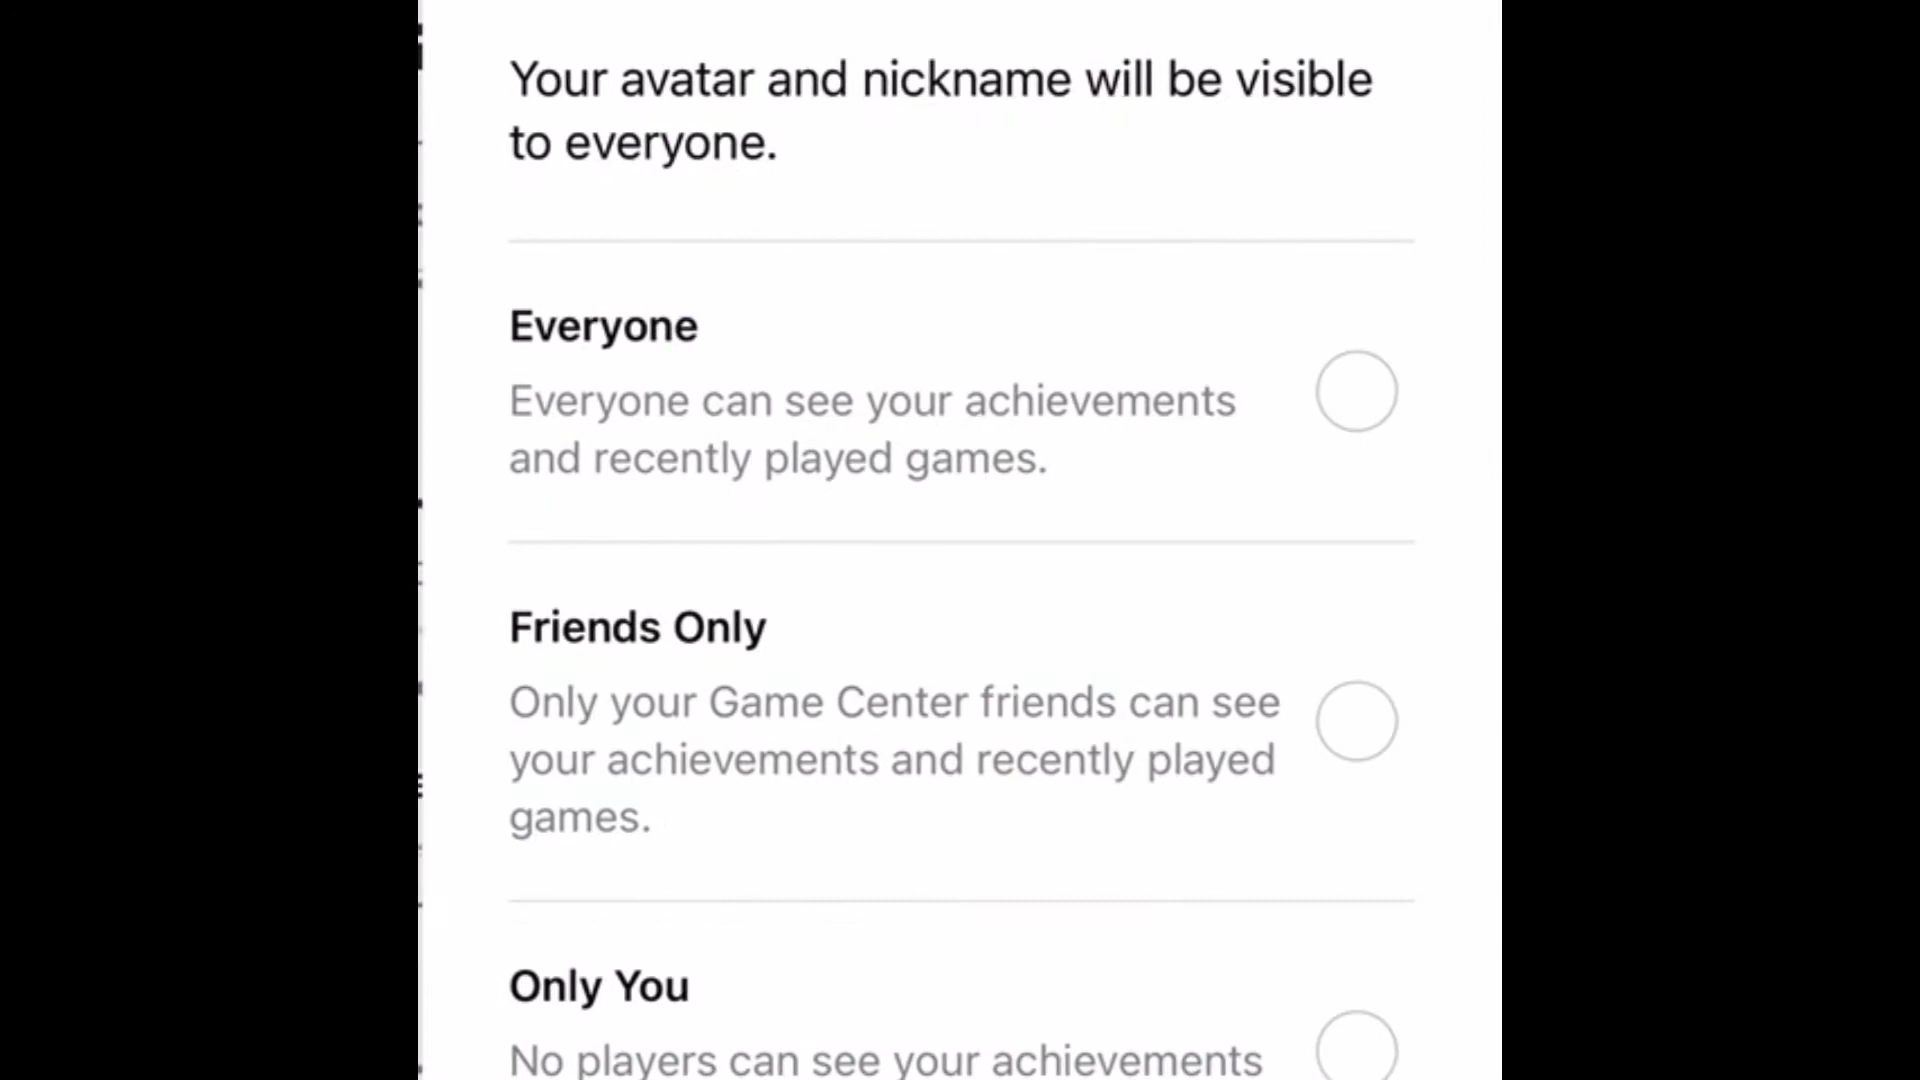 Your avatar and nickname will be visible
to everyone.
Everyone
Everyone can see your achievements
and recently played games.
Friends Only
Only your Game Center friends can see
your achievements and recently played
games.
Only You
No players can see your achievements